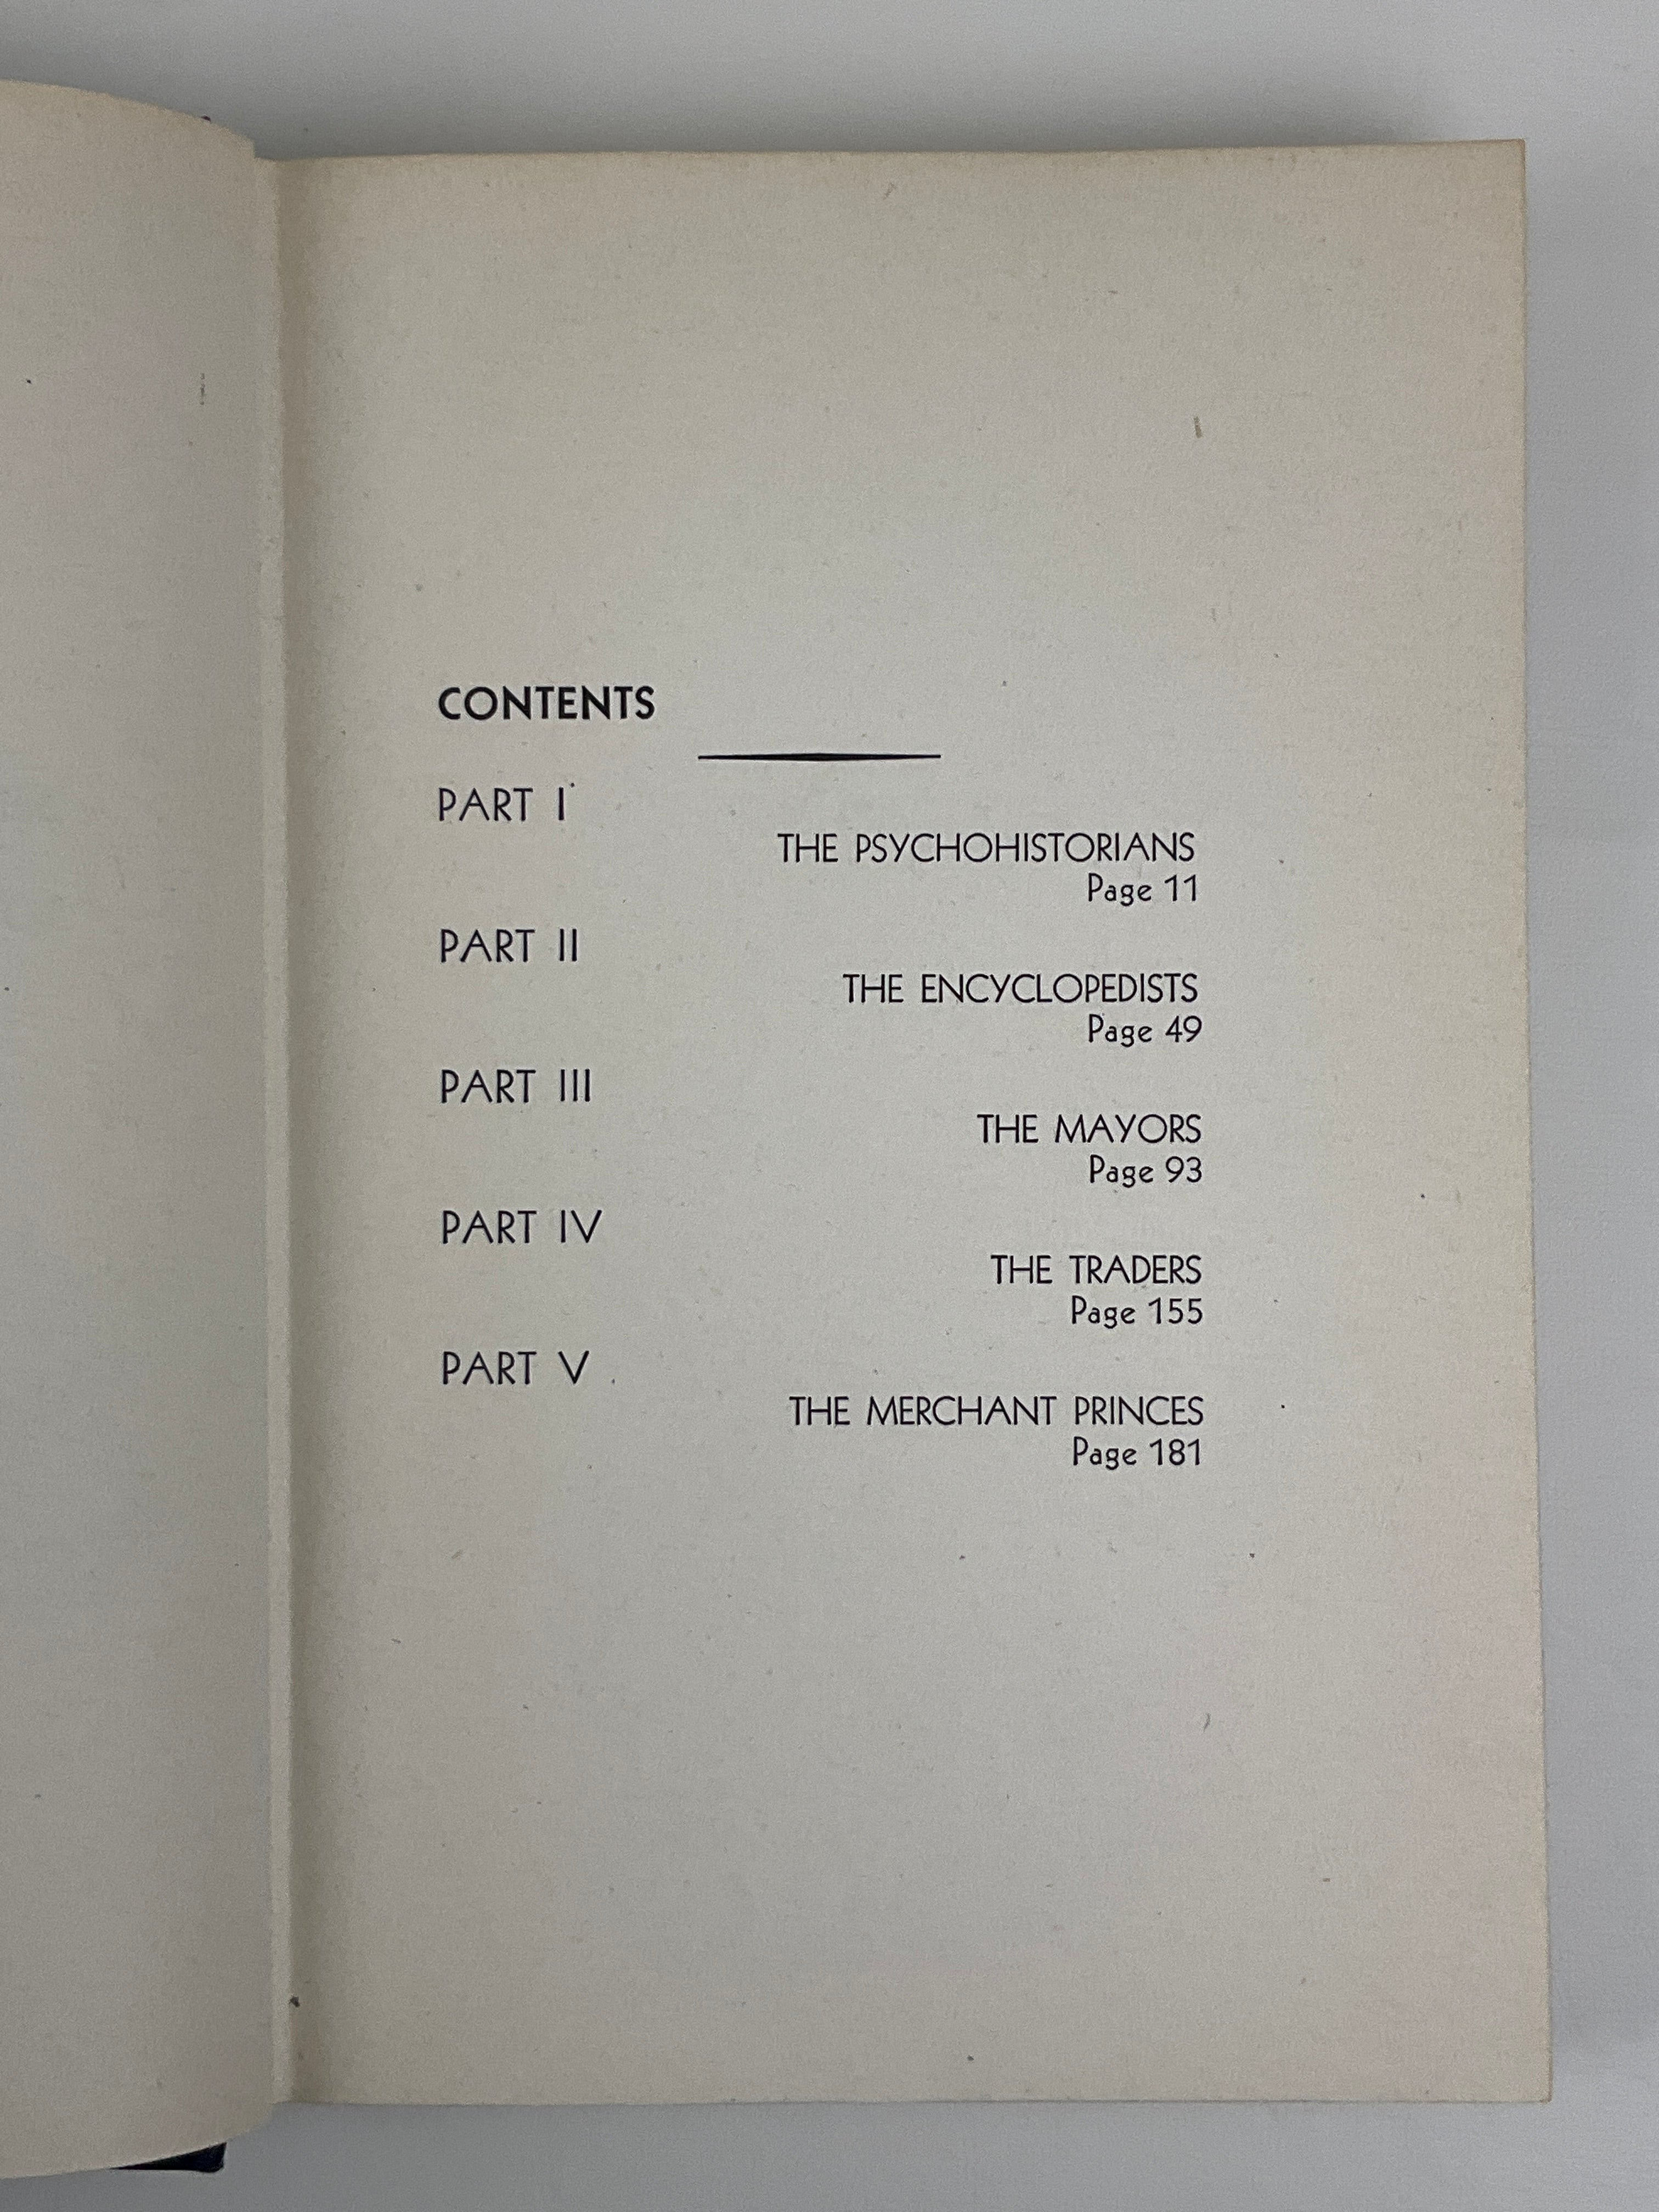 CONTENTS
PART I
THE PSYCHOHISTORIANS
Page 11
PART II
THE ENCYCLOPEDISTS
Page 49
PART III
THE MAYORS
Page 93
PART IV
THE TRADERS
Page 155
PART V
THE MERCHANT PRINCES
Page 181